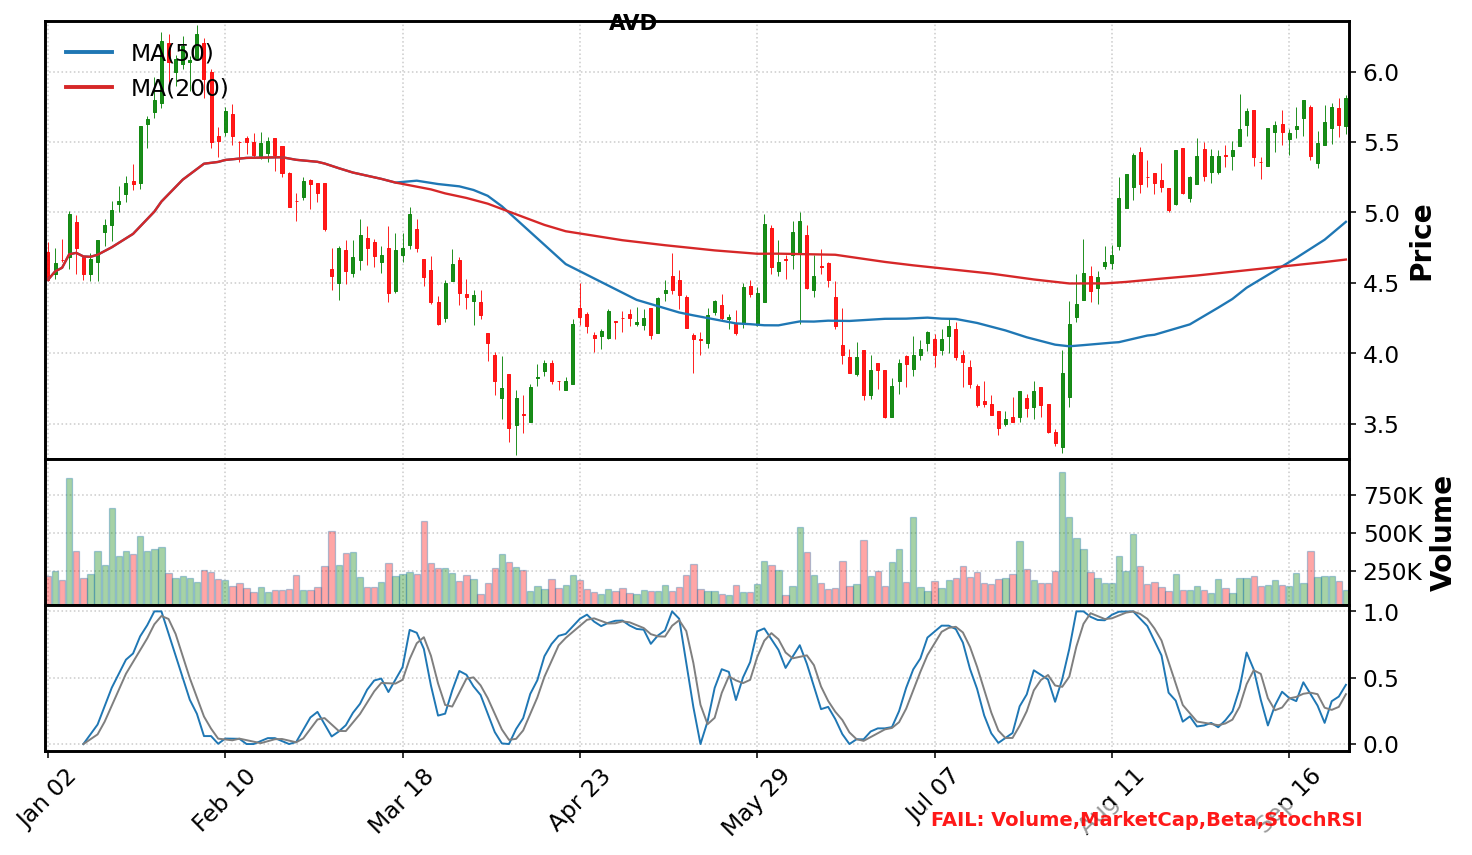 AVD
MA(50)
MA(200)
6.0
5.5
5.0
4.5
4.0
3.5
Price
750K
500K
250K
Volume
1.0
0.5
0.0
Jan 02
Feb 10
Mar 18
Apr 23
May 29
Jul 07
Aug 11
Sep 16
FAIL: Volume,MarketCap,Beta,StochRSI